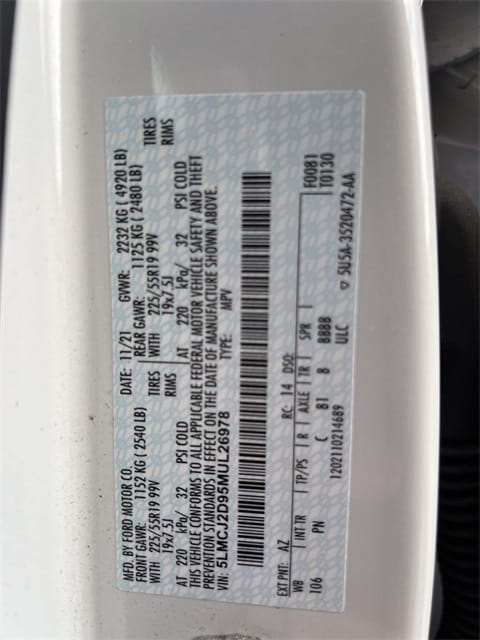 MFD. BY FORD MOTOR CO.
DATE: 11/21 GVWR: 2232 KG ( 4920 LB)
FRONT GAWR: 1152 KG ( 2540 LB)
REAR GAWR: 1125 KG ( 2480 LB)
WITH 225/55R19 99V TIRES
WITH 225/55R19 99V TIRES
19x7.5J RIMS
19x7.5J RIMS
AT 220 kPa/ 32 PSI COLD
AT 220 kPa/ 32 PSI COLD
THIS VEHICLE CONFORMS TO ALL APPLICABLE FEDERAL MOTOR VEHICLE SAFETY AND THEFT
PREVENTION STANDARDS IN EFFECT ON THE DATE OF MANUFACTURE SHOWN ABOVE.
VIN: 5LMCJ2D95MUL26978 TYPE: MPV
F0081
T0130
EXT PNT: AZ RC: 14 DSO:
WB INT TR TP/PS R AXLE TR SPR
106 PN C 81 8 BBBB
ULC
1202110214689 ▽ 5U5A-3520472-AA